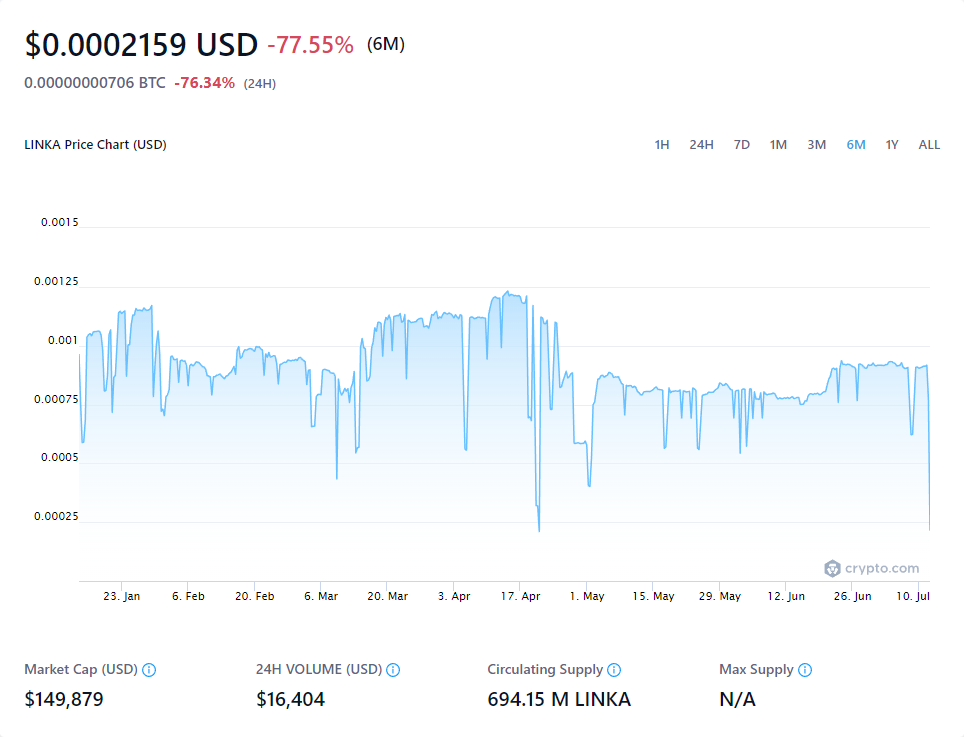 $0.0002159 USD -77.55% (6M)
0.00000000706 BTC -76.34% (24H)
LINKA Price Chart (USD) 1H 24H 7D 1M 3M 6M 1Y ALL
0.0015
0.00125
0.001
0.00075
0.0005
0.00025
crypto.com
23. Jan 6. Feb 20. Feb 6. Mar 20. Mar 3. Apr 17. Apr 1. May 15. May 29. May 12. Jun 26. Jun 10. Jul
Market Cap (USD) 24H VOLUME (USD) Circulating Supply Max Supply
$149,879 $16,404 694.15 M LINKA N/A